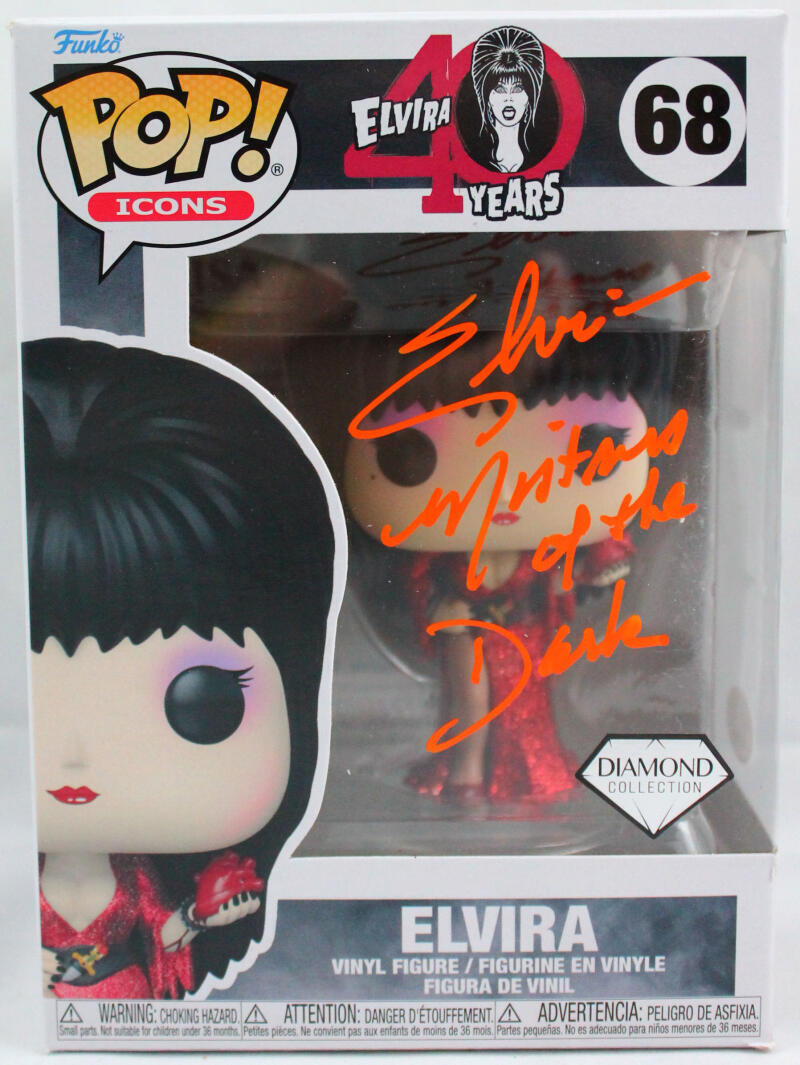 Funko
POP!®
ICONS
ELVIRA
40
YEARS
68
Elvira
Mistress
of the
Dark
DIAMOND
COLLECTION
ELVIRA
VINYL FIGURE / FIGURINE EN VINYLE
FIGURA DE VINIL
WARNING: CHOKING HAZARD.
Small parts. Not suitable for children under 36 months.
ATTENTION: DANGER D'ÉTOUFFEMENT.
Petites pièces. Ne convient pas aux enfants de moins de 36 mois.
ADVERTENCIA: PELIGRO DE ASFIXIA.
Partes pequeñas. No es adecuado para niños menores de 36 meses.